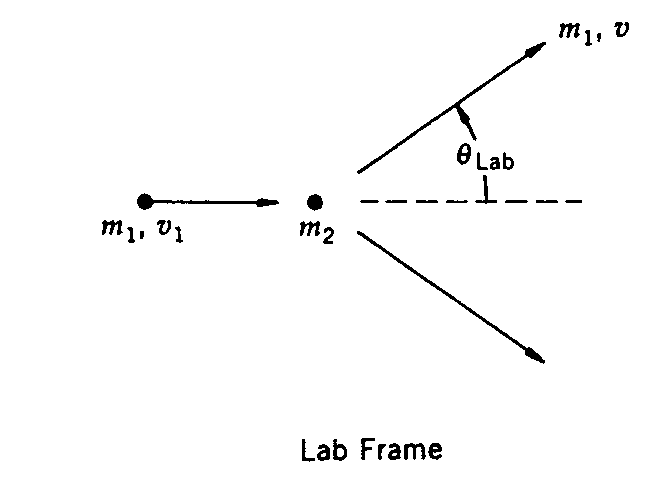 m₁, v
θLab
m₁, v₁
m₂
Lab Frame